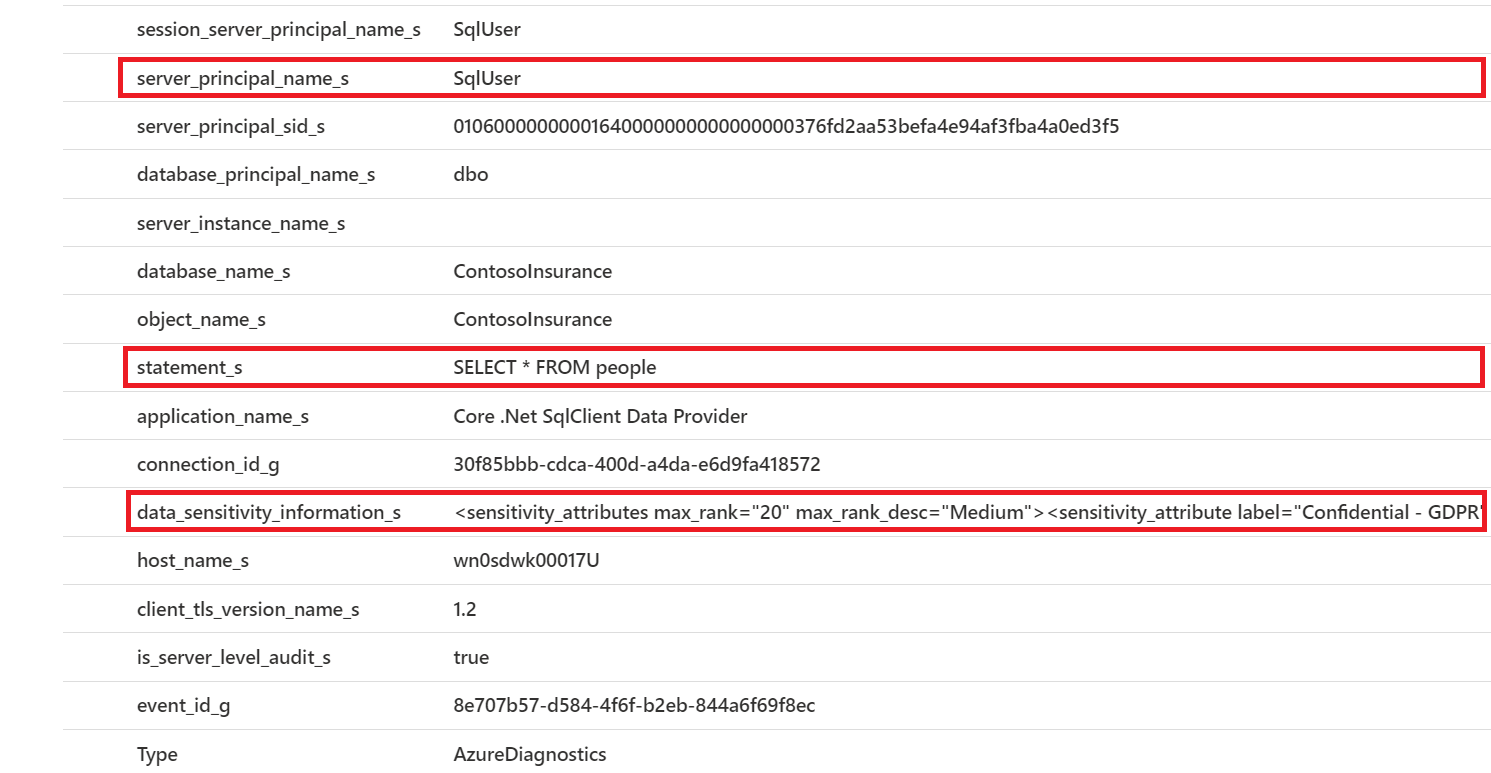 session_server_principal_name_s SqlUser
server_principal_name_s SqlUser
server_principal_sid_s 0106000000000164000000000000000376fd2aa53befa4e94af3fba4a0ed3f5
database_principal_name_s dbo
server_instance_name_s
database_name_s ContosoInsurance
object_name_s ContosoInsurance
statement_s SELECT * FROM people
application_name_s Core .Net SqlClient Data Provider
connection_id_g 30f85bbb-cdca-400d-a4da-e6d9fa418572
data_sensitivity_information_s <sensitivity_attributes max_rank="20" max_rank_desc="Medium"><sensitivity_attribute label="Confidential - GDPR"
host_name_s wn0sdwk00017U
client_tls_version_name_s 1.2
is_server_level_audit_s true
event_id_g 8e707b57-d584-4f6f-b2eb-844a6f69f8ec
Type AzureDiagnostics